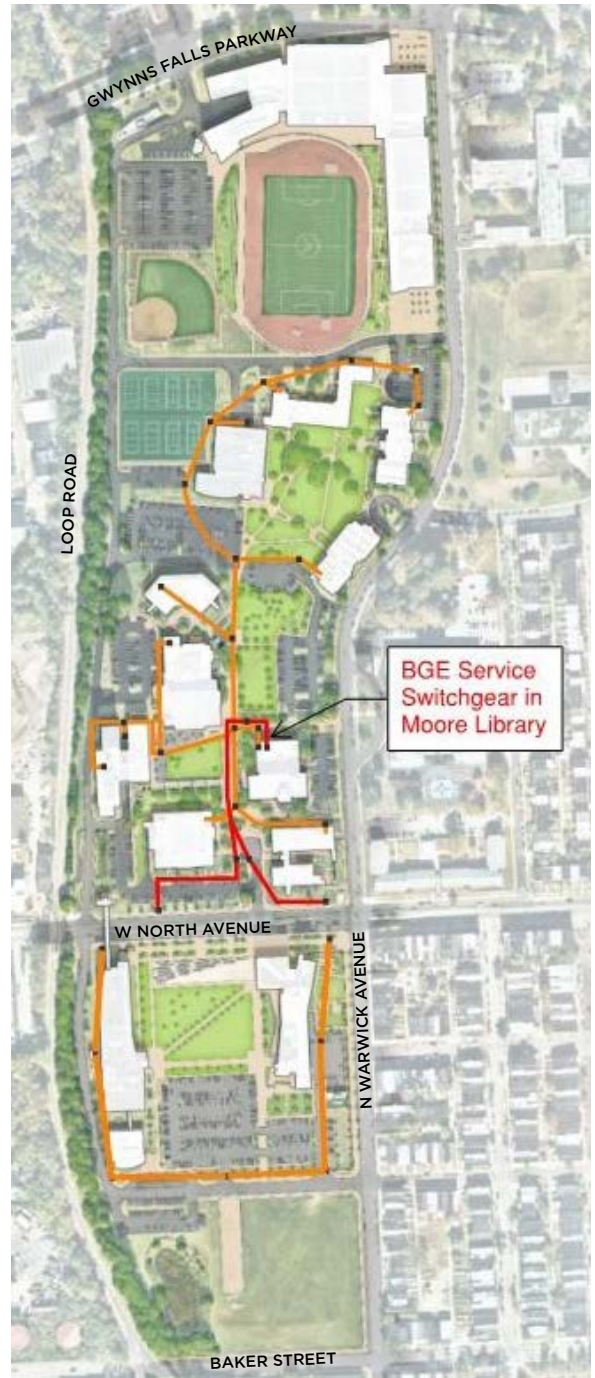 GWYNNS FALLS PARKWAY
LOOP ROAD
BGE Service
Switchgear in
Moore Library
W NORTH AVENUE
N WARWICK AVENUE
BAKER STREET